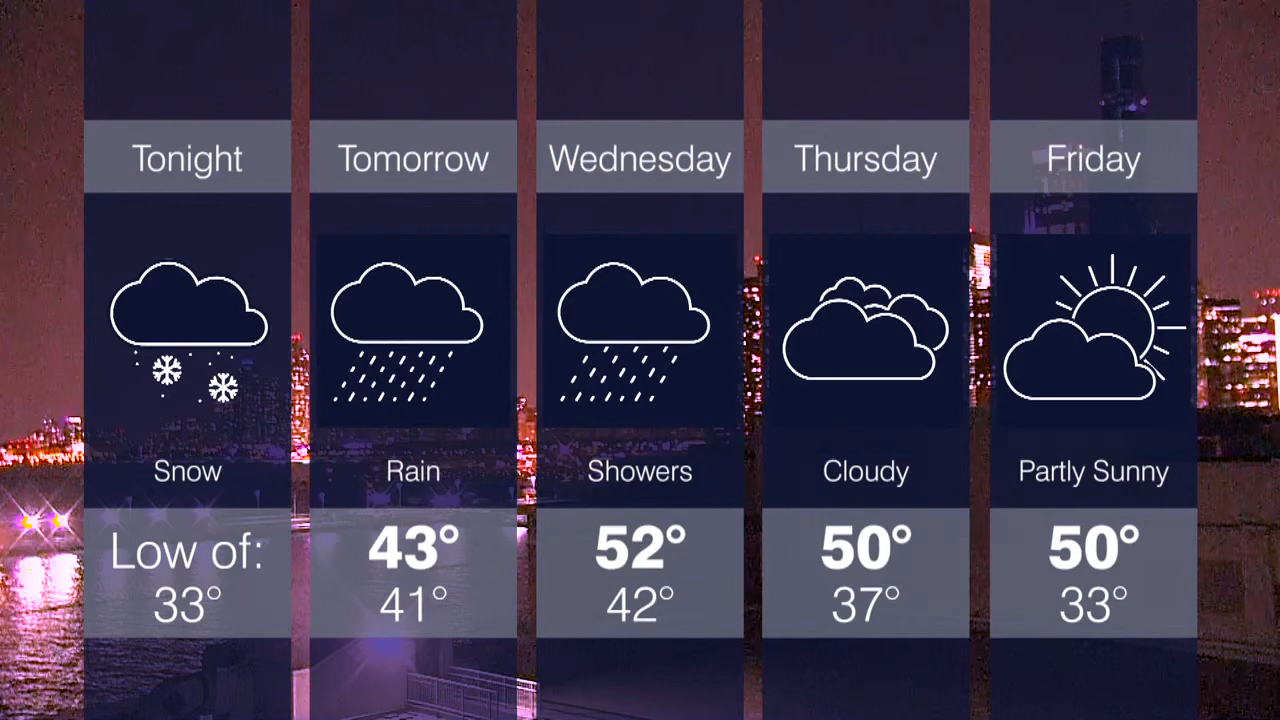 Tonight
Tomorrow
Wednesday
Thursday
Friday
Snow
Rain
Showers
Cloudy
Partly Sunny
Low of:
33°
43°
41°
52°
42°
50°
37°
50°
33°